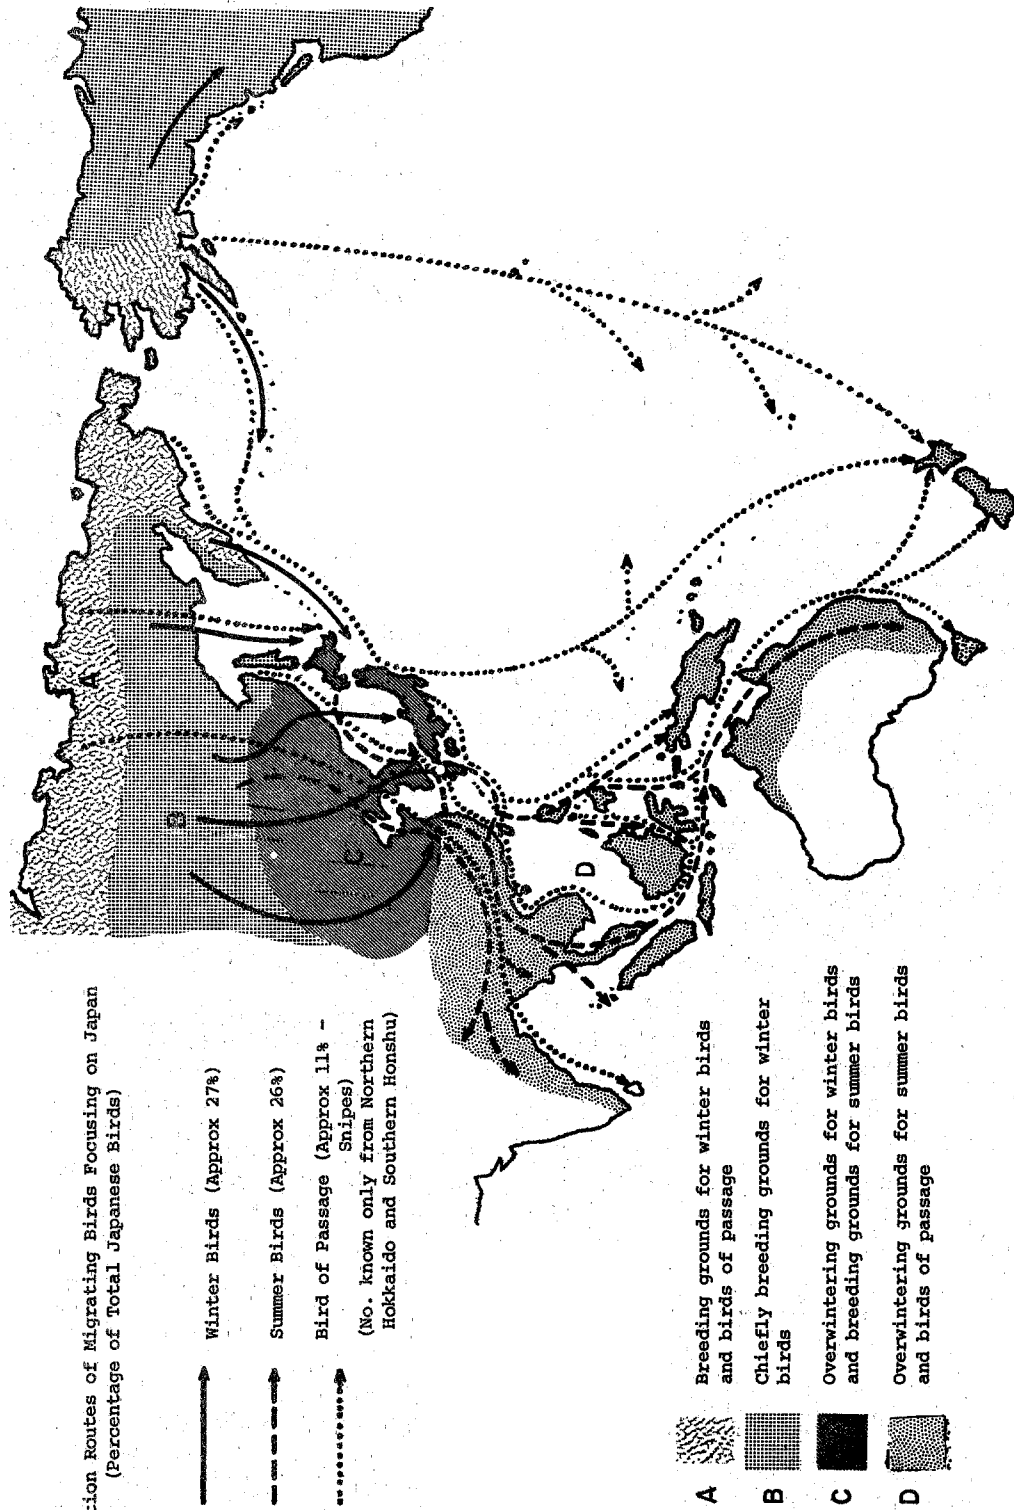 tion Routes of Migrating Birds Focusing on Japan
(Percentage of Total Japanese Birds)
Winter Birds (Approx 27%)
Summer Birds (Approx 26%)
Bird of Passage (Approx 11% –
Snipes)
(No. known only from Northern
Hokkaido and Southern Honshu)
A
Breeding grounds for winter birds
and birds of passage
B
Chiefly breeding grounds for winter
birds
C
Overwintering grounds for winter birds
and breeding grounds for summer birds
D
Overwintering grounds for summer birds
and birds of passage
A
B
C
D